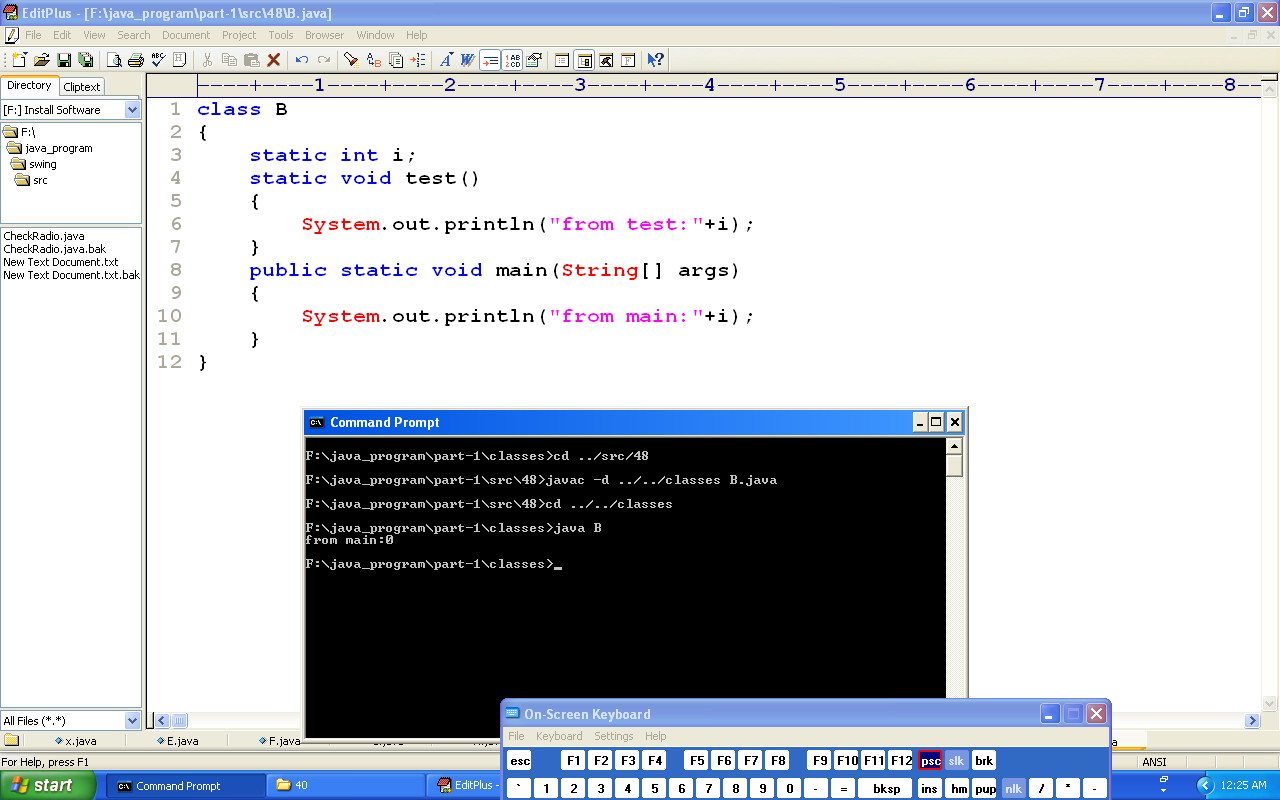 EditPlus - [F:\java_program\part-1\src\48\B.java]
File Edit View Search Document Project Tools Browser Window Help
Directory Cliptext
----+----1----+----2----+----3----+----4----+----5----+----6----+----7----+----8--
[F:] Install Software
F:\
java_program
swing
src
CheckRadio.java
CheckRadio.java.bak
New Text Document.txt
New Text Document.txt.bak
All Files (*.*)
1 class B
2 {
3 static int i;
4 static void test()
5 {
6 System.out.println("from test:"+i);
7 }
8 public static void main(String[] args)
9 {
10 System.out.println("from main:"+i);
11 }
12 }
Command Prompt
F:\java_program\part-1\classes>cd ../src/48
F:\java_program\part-1\src\48>javac -d ../../classes B.java
F:\java_program\part-1\src\48>cd ../../classes
F:\java_program\part-1\classes>java B
from main:0
F:\java_program\part-1\classes>_
x.java E.java F.java
For Help, press F1
ANSI
On-Screen Keyboard
File Keyboard Settings Help
esc F1 F2 F3 F4 F5 F6 F7 F8 F9 F10 F11 F12 psc slk brk
` 1 2 3 4 5 6 7 8 9 0 - = bksp ins hm pup nlk / * -
start Command Prompt 40 EditPlus - 12:25 AM